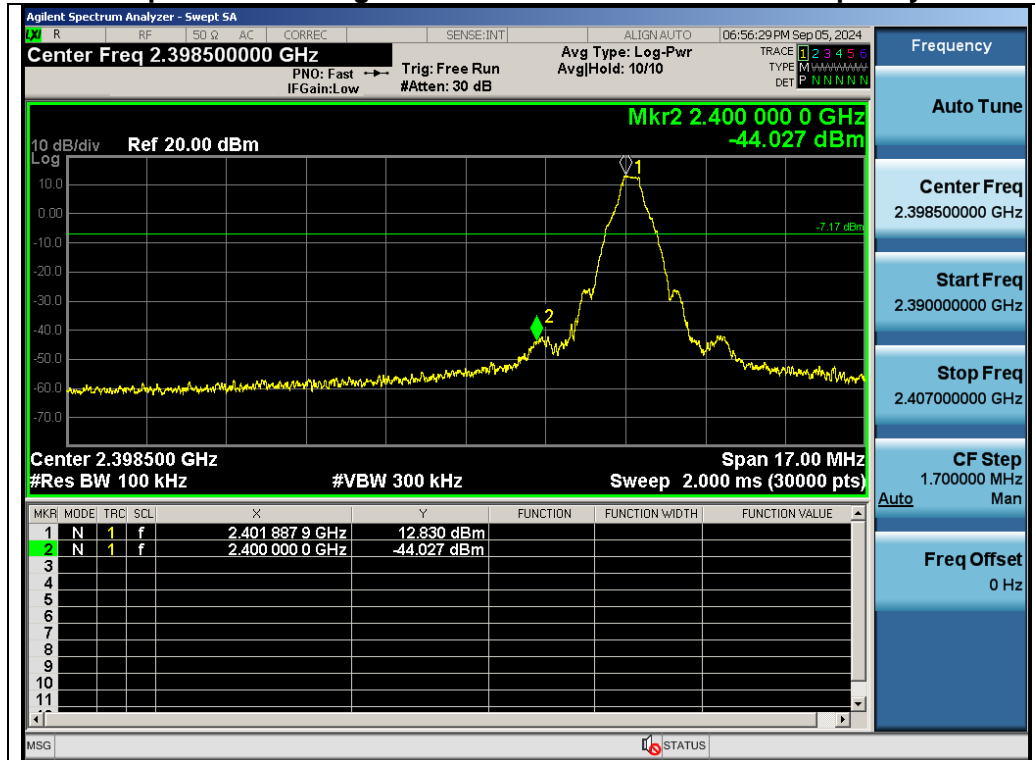 Agilent Spectrum Analyzer - Swept SA
LXI R RF 50 Ω AC CORREC SENSE:INT ALIGN AUTO 06:56:29 PM Sep 05, 2024
Center Freq 2.398500000 GHz
PNO: Fast
IFGain:Low
Trig: Free Run
#Atten: 30 dB
Avg Type: Log-Pwr
Avg|Hold: 10/10
TRACE 1 2 3 4 5 6
TYPE M
DET P N N N N N
Mkr2 2.400 000 0 GHz
-44.027 dBm
10 dB/div Ref 20.00 dBm
Log
10.0
0.00
-10.0
-20.0
-30.0
-40.0
-50.0
-60.0
-70.0
1
-7.17 dBm
2
Center 2.398500 GHz Span 17.00 MHz
#Res BW 100 kHz #VBW 300 kHz Sweep 2.000 ms (30000 pts)
MKR MODE TRC SCL X Y FUNCTION FUNCTION WIDTH FUNCTION VALUE
1 N 1 f 2.401 887 9 GHz 12.830 dBm
2 N 1 f 2.400 000 0 GHz -44.027 dBm
3
4
5
6
7
8
9
10
11
MSG STATUS
Frequency
Auto Tune
Center Freq
2.398500000 GHz
Start Freq
2.390000000 GHz
Stop Freq
2.407000000 GHz
CF Step
1.700000 MHz
Auto Man
Freq Offset
0 Hz